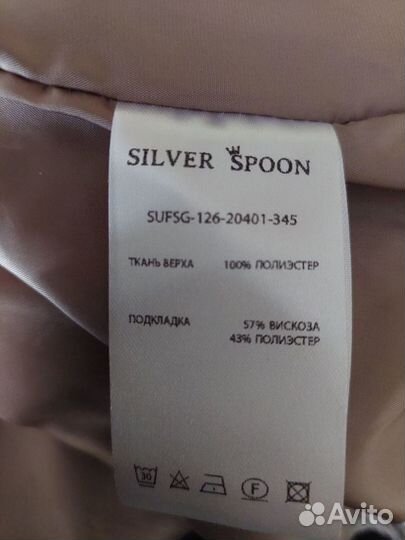 SILVER SPOON
SUFSG-126-20401-345
ТКАНЬ ВЕРХА 100% ПОЛИЭСТЕР
ПОДКЛАДКА 57% ВИСКОЗА
43% ПОЛИЭСТЕР
30 F
Avito